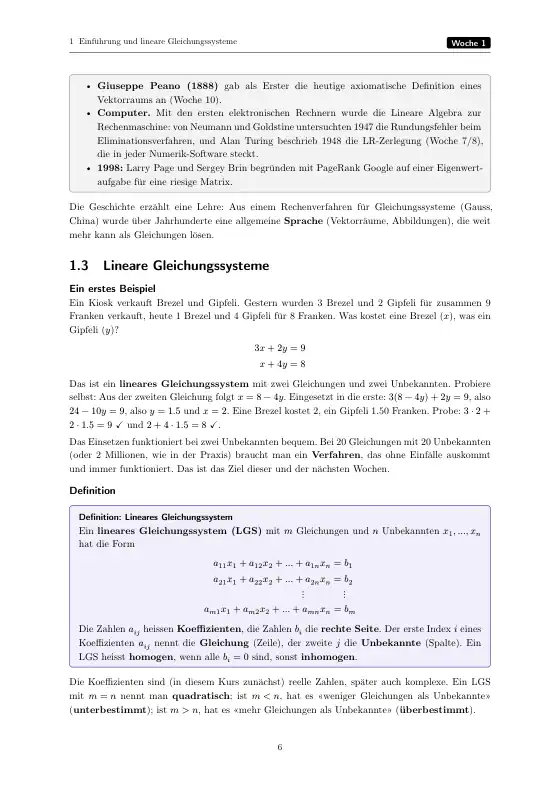 1 Einführung und lineare Gleichungssysteme
Woche 1
• Giuseppe Peano (1888) gab als Erster die heutige axiomatische Definition eines
Vektorraums an (Woche 10).
• Computer. Mit den ersten elektronischen Rechnern wurde die Lineare Algebra zur
Rechenmaschine: von Neumann und Goldstine untersuchten 1947 die Rundungsfehler beim
Eliminationsverfahren, und Alan Turing beschrieb 1948 die LR-Zerlegung (Woche 7/8),
die in jeder Numerik-Software steckt.
• 1998: Larry Page und Sergey Brin begründen mit PageRank Google auf einer Eigenwert-
aufgabe für eine riesige Matrix.
Die Geschichte erzählt eine Lehre: Aus einem Rechenverfahren für Gleichungssysteme (Gauss,
China) wurde über Jahrhunderte eine allgemeine Sprache (Vektorräume, Abbildungen), die weit
mehr kann als Gleichungen lösen.
1.3 Lineare Gleichungssysteme
Ein erstes Beispiel
Ein Kiosk verkauft Brezel und Gipfeli. Gestern wurden 3 Brezel und 2 Gipfeli für zusammen 9
Franken verkauft, heute 1 Brezel und 4 Gipfeli für 8 Franken. Was kostet eine Brezel (x), was ein
Gipfeli (y)?
3x + 2y = 9
x + 4y = 8
Das ist ein lineares Gleichungssystem mit zwei Gleichungen und zwei Unbekannten. Probiere
selbst: Aus der zweiten Gleichung folgt x = 8 − 4y. Eingesetzt in die erste: 3(8 − 4y) + 2y = 9, also
24 − 10y = 9, also y = 1.5 und x = 2. Eine Brezel kostet 2, ein Gipfeli 1.50 Franken. Probe: 3 · 2 +
2 · 1.5 = 9 ✓ und 2 + 4 · 1.5 = 8 ✓.
Das Einsetzen funktioniert bei zwei Unbekannten bequem. Bei 20 Gleichungen mit 20 Unbekannten
(oder 2 Millionen, wie in der Praxis) braucht man ein Verfahren, das ohne Einfälle auskommt
und immer funktioniert. Das ist das Ziel dieser und der nächsten Wochen.
Definition
Definition: Lineares Gleichungssystem
Ein lineares Gleichungssystem (LGS) mit m Gleichungen und n Unbekannten x₁, ..., xₙ
hat die Form
a₁₁x₁ + a₁₂x₂ + ... + a₁ₙxₙ = b₁
a₂₁x₁ + a₂₂x₂ + ... + a₂ₙxₙ = b₂
⋮ ⋮
aₘ₁x₁ + aₘ₂x₂ + ... + aₘₙxₙ = bₘ
Die Zahlen aᵢⱼ heissen Koeffizienten, die Zahlen bᵢ die rechte Seite. Der erste Index i eines
Koeffizienten aᵢⱼ nennt die Gleichung (Zeile), der zweite j die Unbekannte (Spalte). Ein
LGS heisst homogen, wenn alle bᵢ = 0 sind, sonst inhomogen.
Die Koeffizienten sind (in diesem Kurs zunächst) reelle Zahlen, später auch komplexe. Ein LGS
mit m = n nennt man quadratisch; ist m < n, hat es «weniger Gleichungen als Unbekannte»
(unterbestimmt); ist m > n, hat es «mehr Gleichungen als Unbekannte» (überbestimmt).
6